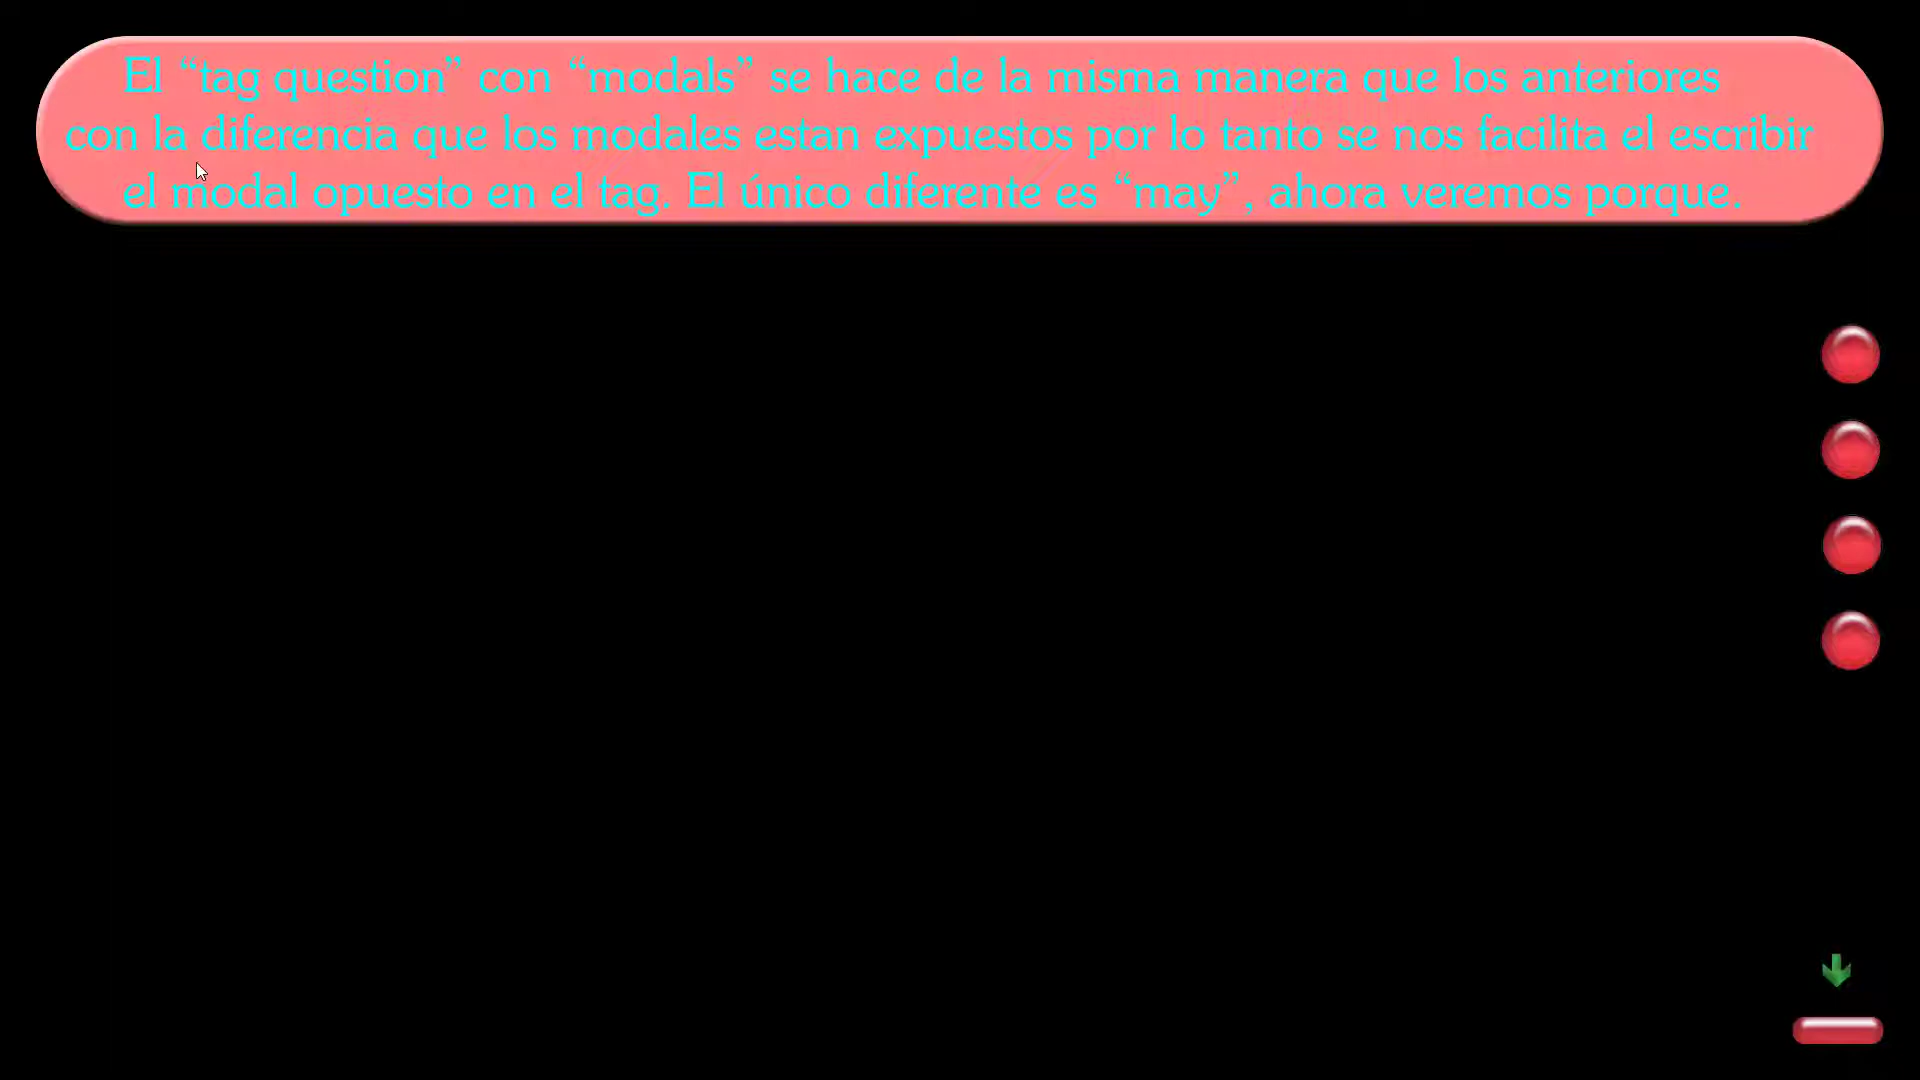 El “tag question” con “modals” se hace de la misma manera que los anteriores
con la diferencia que los modales estan expuestos por lo tanto se nos facilita el escribir
el modal opuesto en el tag. El único diferente es “may”, ahora veremos porque.